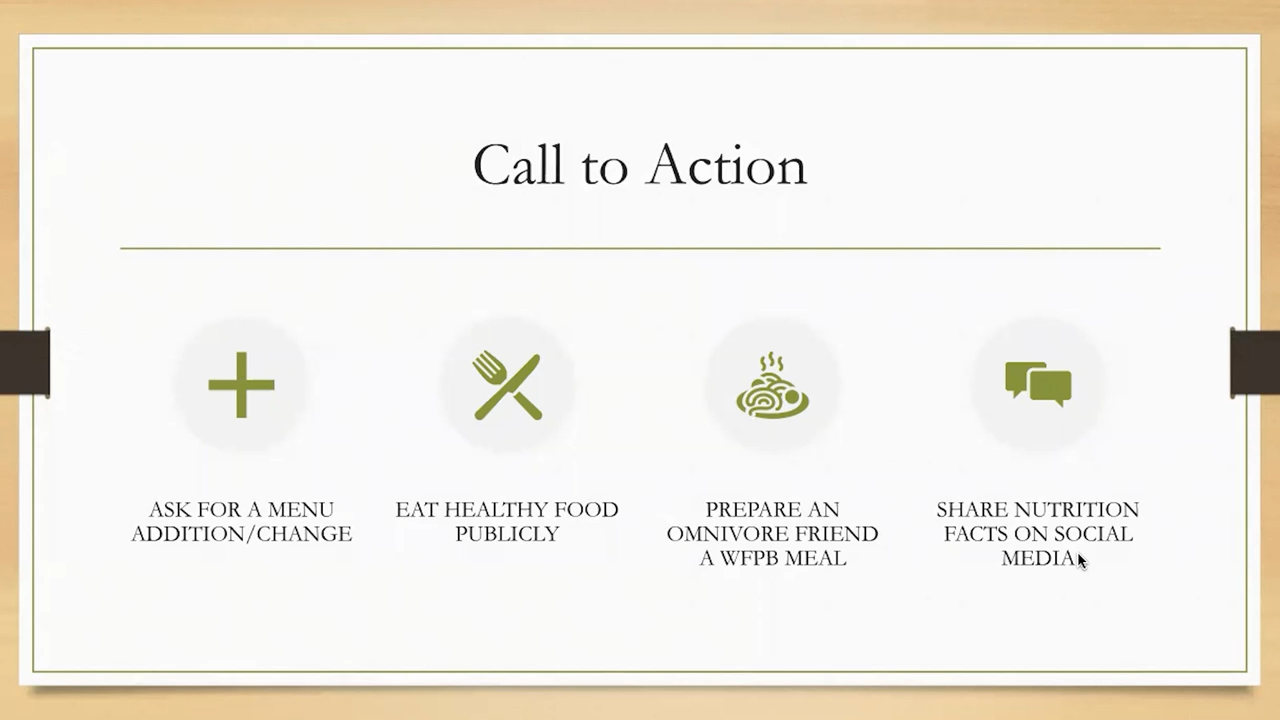 Call to Action
ASK FOR A MENU
ADDITION/CHANGE
EAT HEALTHY FOOD
PUBLICLY
PREPARE AN
OMNIVORE FRIEND
A WFPB MEAL
SHARE NUTRITION
FACTS ON SOCIAL
MEDIA